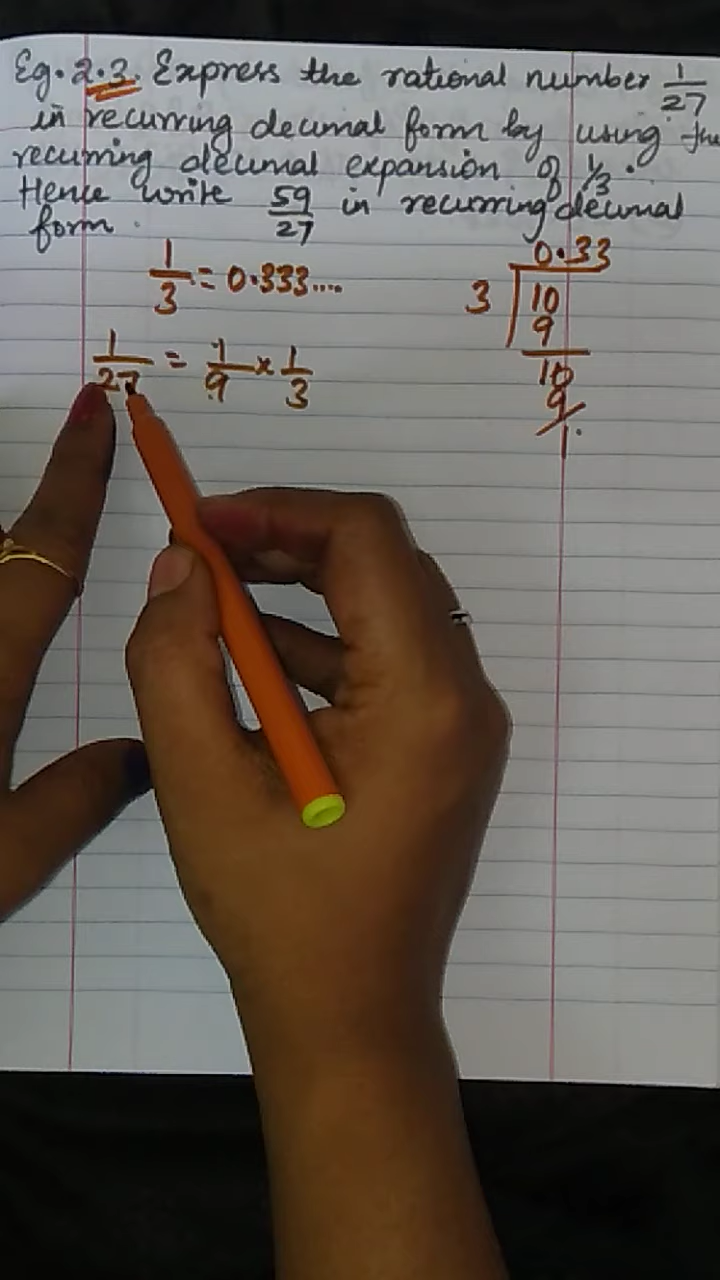 Eg. 2.3. Express the rational number 1/27
in recurring decimal form by using the
recurring decimal expansion of 1/3.
Hence write 59/27 in recurring decimal
form.
1/3 = 0.333....
0.33
3 10
9
10
9
1.
1/27 = 1/9 × 1/3